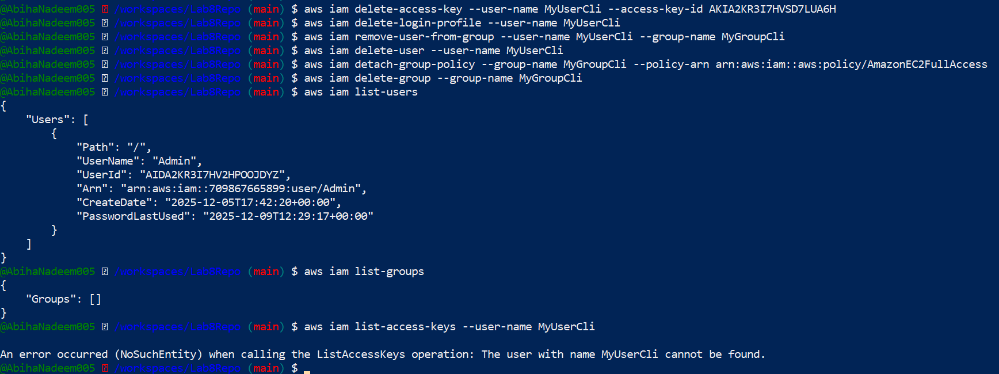 @AbihaNadeem005 /workspaces/Lab8Repo (main) $ aws iam delete-access-key --user-name MyUserCli --access-key-id AKIA2KR3I7HVSD7LUA6H
@AbihaNadeem005 /workspaces/Lab8Repo (main) $ aws iam delete-login-profile --user-name MyUserCli
@AbihaNadeem005 /workspaces/Lab8Repo (main) $ aws iam remove-user-from-group --user-name MyUserCli --group-name MyGroupCli
@AbihaNadeem005 /workspaces/Lab8Repo (main) $ aws iam delete-user --user-name MyUserCli
@AbihaNadeem005 /workspaces/Lab8Repo (main) $ aws iam detach-group-policy --group-name MyGroupCli --policy-arn arn:aws:iam::aws:policy/AmazonEC2FullAccess
@AbihaNadeem005 /workspaces/Lab8Repo (main) $ aws iam delete-group --group-name MyGroupCli
@AbihaNadeem005 /workspaces/Lab8Repo (main) $ aws iam list-users
{
    "Users": [
        {
            "Path": "/",
            "UserName": "Admin",
            "UserId": "AIDA2KR3I7HV2HPOOJDYZ",
            "Arn": "arn:aws:iam::709867665899:user/Admin",
            "CreateDate": "2025-12-05T17:42:20+00:00",
            "PasswordLastUsed": "2025-12-09T12:29:17+00:00"
        }
    ]
}
@AbihaNadeem005 /workspaces/Lab8Repo (main) $ aws iam list-groups
{
    "Groups": []
}
@AbihaNadeem005 /workspaces/Lab8Repo (main) $ aws iam list-access-keys --user-name MyUserCli
An error occurred (NoSuchEntity) when calling the ListAccessKeys operation: The user with name MyUserCli cannot be found.
@AbihaNadeem005 /workspaces/Lab8Repo (main) $